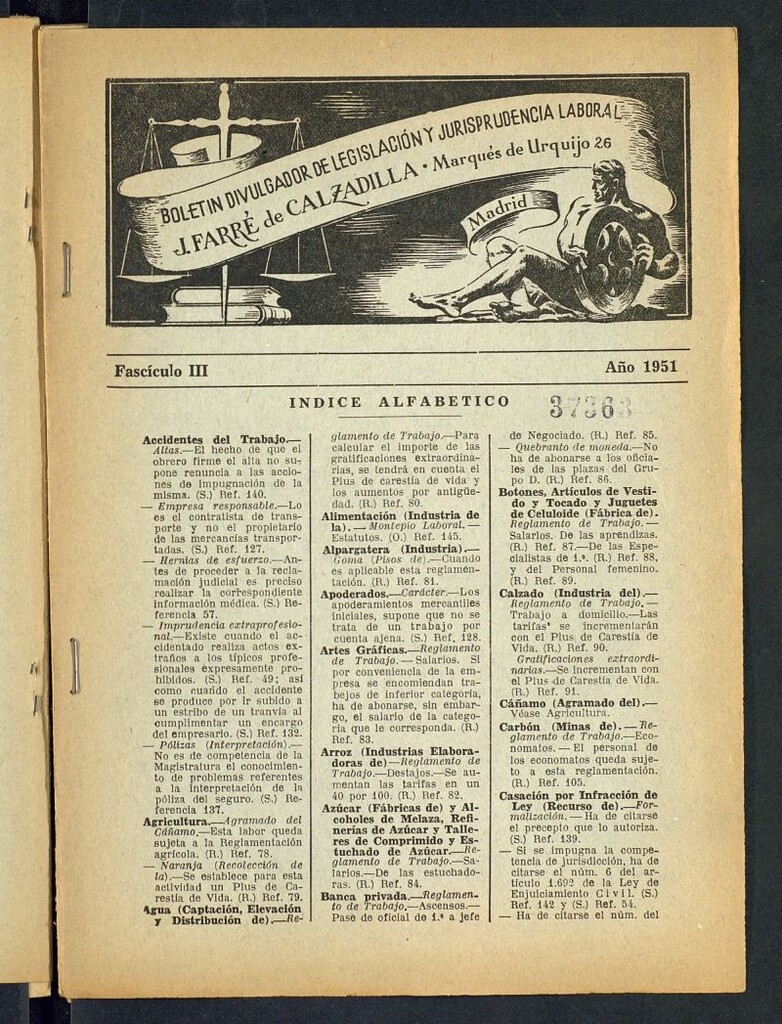 BOLETIN DIVULGADOR DE LEGISLACIÓN Y JURISPRUDENCIA LABORAL
J. FARRÉ de CALZADILLA • Marqués de Urquijo 26
Madrid
Fascículo III
Año 1951
INDICE ALFABETICO
37363
Accidentes del Trabajo.—
Altas.—El hecho de que el
obrero firme el alta no su-
pone renuncia a las accio-
nes de impugnación de la
misma. (S.) Ref. 140.
— Empresa responsable.—Lo
es el contratista de trans-
porte y no el propietario
de las mercancías transpor-
tadas. (S.) Ref. 127.
— Hernias de esfuerzo.—An-
tes de proceder a la recla-
mación judicial es preciso
realizar la correspondiente
información médica. (S.) Re-
ferencia 57.
— Imprudencia extraprofesio-
nal.—Existe cuando el ac-
cidentado realiza actos ex-
traños a los típicos profe-
sionales expresamente pro-
hibidos. (S.) Ref. 49; así
como cuando el accidente
se produce por ir subido a
un estribo de un tranvía al
cumplimentar un encargo
del empresario. (S.) Ref. 132.
— Pólizas (Interpretación).—
No es de competencia de la
Magistratura el conocimien-
to de problemas referentes
a la interpretación de la
póliza del seguro. (S.) Re-
ferencia 137.
Agricultura.—Agramado del
Cáñamo.—Esta labor queda
sujeta a la Reglamentación
agrícola. (R.) Ref. 78.
— Naranja (Recolección de
la).—Se establece para esta
actividad un Plus de Ca-
restía de Vida. (R.) Ref. 79.
Agua (Captación, Elevación
y Distribución de).—Re-
glamento de Trabajo.—Para
calcular el importe de las
gratificaciones extraordina-
rias, se tendrá en cuenta el
Plus de carestía de vida y
los aumentos por antigüe-
dad. (R.) Ref. 80.
Alimentación (Industria de
la).—Montepío Laboral.—
Estatutos. (O.) Ref. 145.
Alpargatera (Industria).—
Goma (Pisos de).—Cuando
es aplicable esta reglamen-
tación. (R.) Ref. 81.
Apoderados.—Carácter.—Los
apoderamientos mercantiles
iniciales, supone que no se
trata de un trabajo por
cuenta ajena. (S.) Ref. 128.
Artes Gráficas.—Reglamento
de Trabajo.—Salarios. Si
por conveniencia de la em-
presa se encomiendan tra-
bajos de inferior categoría,
ha de abonarse, sin embar-
go, el salario de la catego-
ría que le corresponda. (R.)
Ref. 83.
Arroz (Industrias Elabora-
doras de)—Reglamento de
Trabajo.—Destajos.—Se au-
mentan las tarifas en un
40 por 100. (R.) Ref. 82.
Azúcar (Fábricas de) y Al-
coholes de Melaza, Refi-
nerías de Azúcar y Talle-
res de Comprimido y Es-
tuchado de Azúcar.—Re-
glamento de Trabajo.—Sa-
larios.—De las estuchado-
ras. (R.) Ref. 84.
Banca privada.—Reglamen-
to de Trabajo.—Ascensos.—
Pase de oficial de 1.ª a jefe
de Negociado. (R.) Ref. 85.
— Quebranto de moneda.—No
ha de abonarse a los oficia-
les de las plazas del Gru-
po D. (R.) Ref. 86.
Botones, Artículos de Vesti-
do y Tocado y Juguetes
de Celuloide (Fábrica de).
Reglamento de Trabajo.—
Salarios. De las aprendizas.
(R.) Ref. 87.—De las Espe-
cialistas de 1.ª. (R.) Ref. 88,
y del Personal femenino.
(R.) Ref. 89.
Calzado (Industria del).—
Reglamento de Trabajo.—
Trabajo a domicilio.—Las
tarifas se incrementarán
con el Plus de Carestía de
Vida. (R.) Ref. 90.
Gratificaciones extraordi-
narias.—Se incrementan con
el Plus de Carestía de Vida.
(R.) Ref. 91.
Cáñamo (Agramado del).—
Véase Agricultura.
Carbón (Minas de).—Re-
glamento de Trabajo.—Eco-
nomatos.—El personal de
los economatos queda suje-
to a esta reglamentación.
(R.) Ref. 105.
Casación por Infracción de
Ley (Recurso de).—For-
malización.—Ha de citarse
el precepto que lo autoriza.
(S.) Ref. 139.
— Si se impugna la compe-
tencia de jurisdicción, ha de
citarse el núm. 6 del ar-
tículo 1.692 de la Ley de
Enjuiciamiento Civil. (S.)
Ref. 142 y (S.) Ref. 54.
— Ha de citarse el núm. del